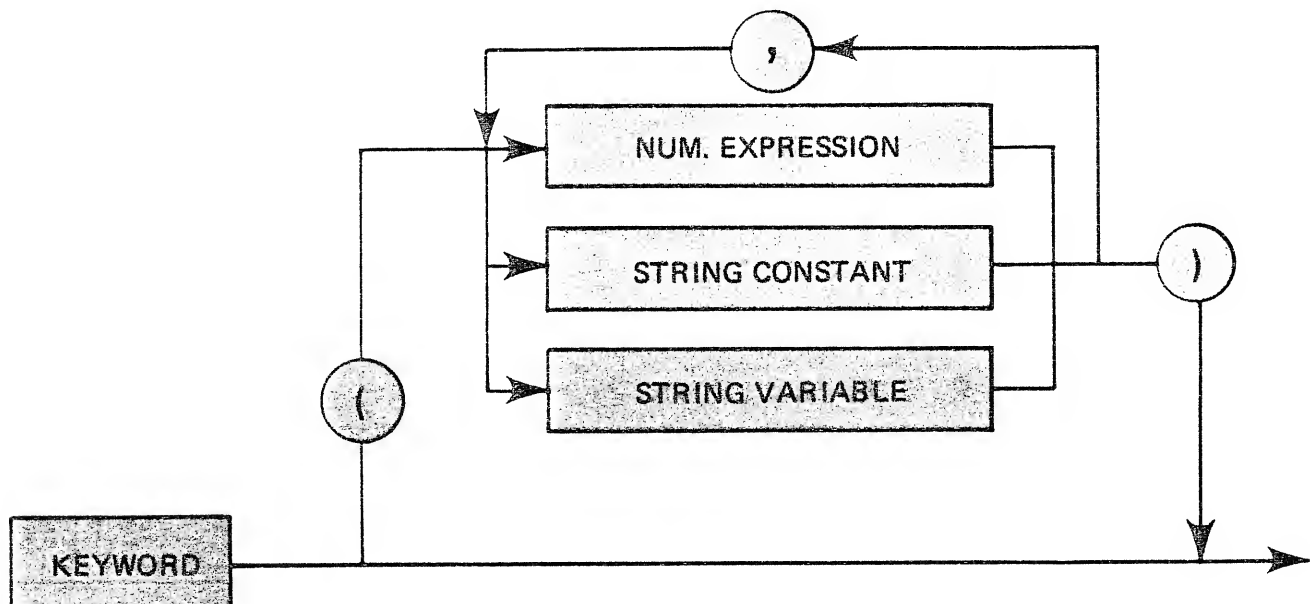 ,
NUM. EXPRESSION
STRING CONSTANT
)
STRING VARIABLE
(
KEYWORD